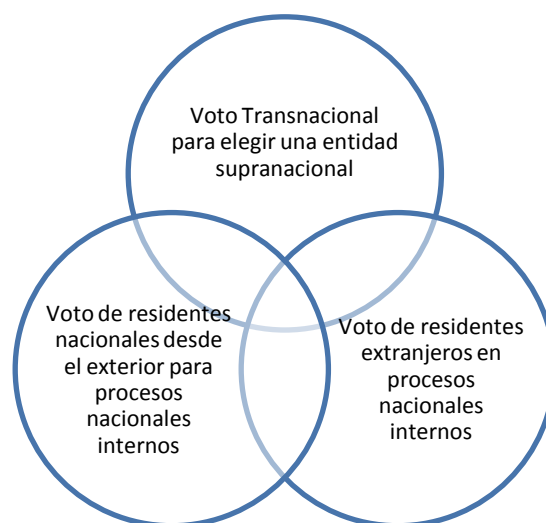 Voto Transnacional
para elegir una entidad
supranacional
Voto de residentes
nacionales desde
el exterior para
procesos
nacionales
internos
Voto de residentes
extranjeros en
procesos
nacionales
internos